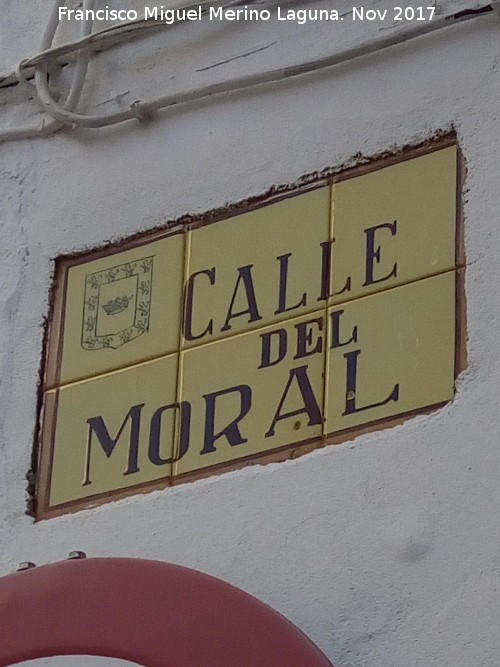 Francisco Miguel Merino Laguna. Nov 2017
CALLE
DEL
MORAL